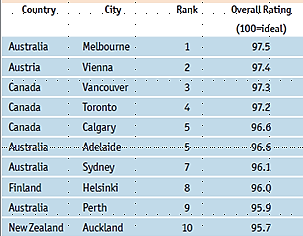 Country City Rank Overall Rating
(100=ideal)
Australia Melbourne 1 97.5
Austria Vienna 2 97.4
Canada Vancouver 3 97.3
Canada Toronto 4 97.2
Canada Calgary 5 96.6
Australia Adelaide 5 96.6
Australia Sydney 7 96.1
Finland Helsinki 8 96.0
Australia Perth 9 95.9
New Zealand Auckland 10 95.7